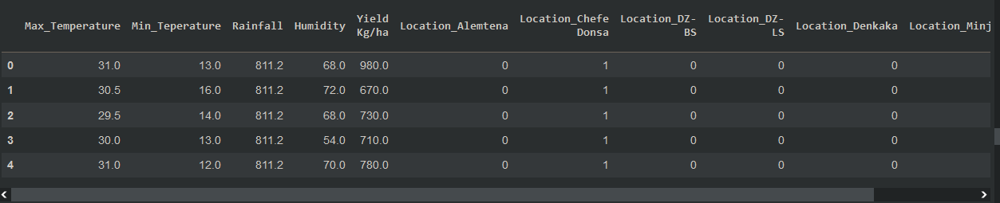 Max_Temperature Min_Teperature Rainfall Humidity Yield Kg/ha Location_Alemtena Location_Chefe Donsa Location_DZ-BS Location_DZ-LS Location_Denkaka Location_Minj
0 31.0 13.0 811.2 68.0 980.0 0 1 0 0 0
1 30.5 16.0 811.2 72.0 670.0 0 1 0 0 0
2 29.5 14.0 811.2 68.0 730.0 0 1 0 0 0
3 30.0 13.0 811.2 54.0 710.0 0 1 0 0 0
4 31.0 12.0 811.2 70.0 780.0 0 1 0 0 0